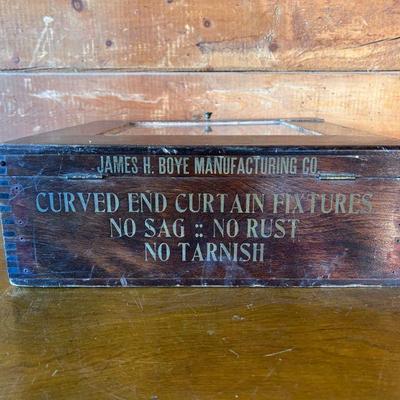 JAMES H. BOYE MANUFACTURING CO
CURVED END CURTAIN FIXTURES
NO SAG :: NO RUST
NO TARNISH